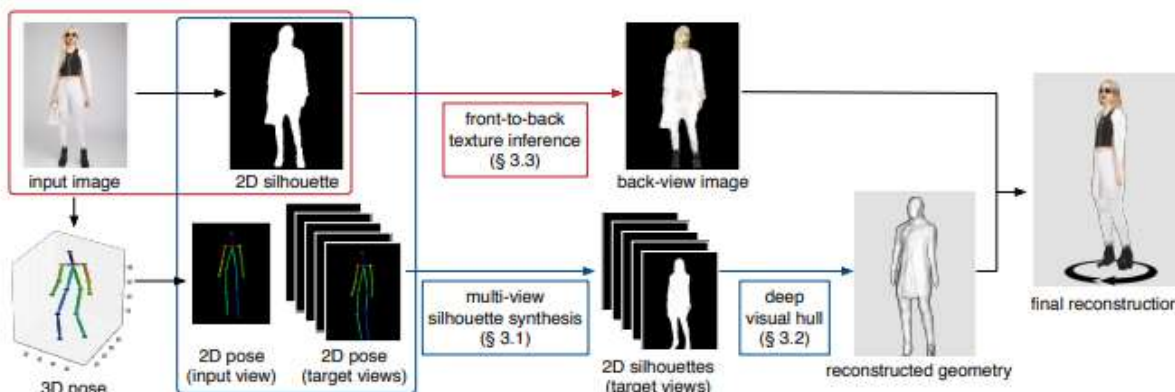 input image
2D silhouette
front-to-back
texture inference
(§ 3.3)
back-view image
3D pose
2D pose
(input view)
2D pose
(target views)
multi-view
silhouette synthesis
(§ 3.1)
2D silhouettes
(target views)
deep
visual hull
(§ 3.2)
reconstructed geometry
final reconstruction